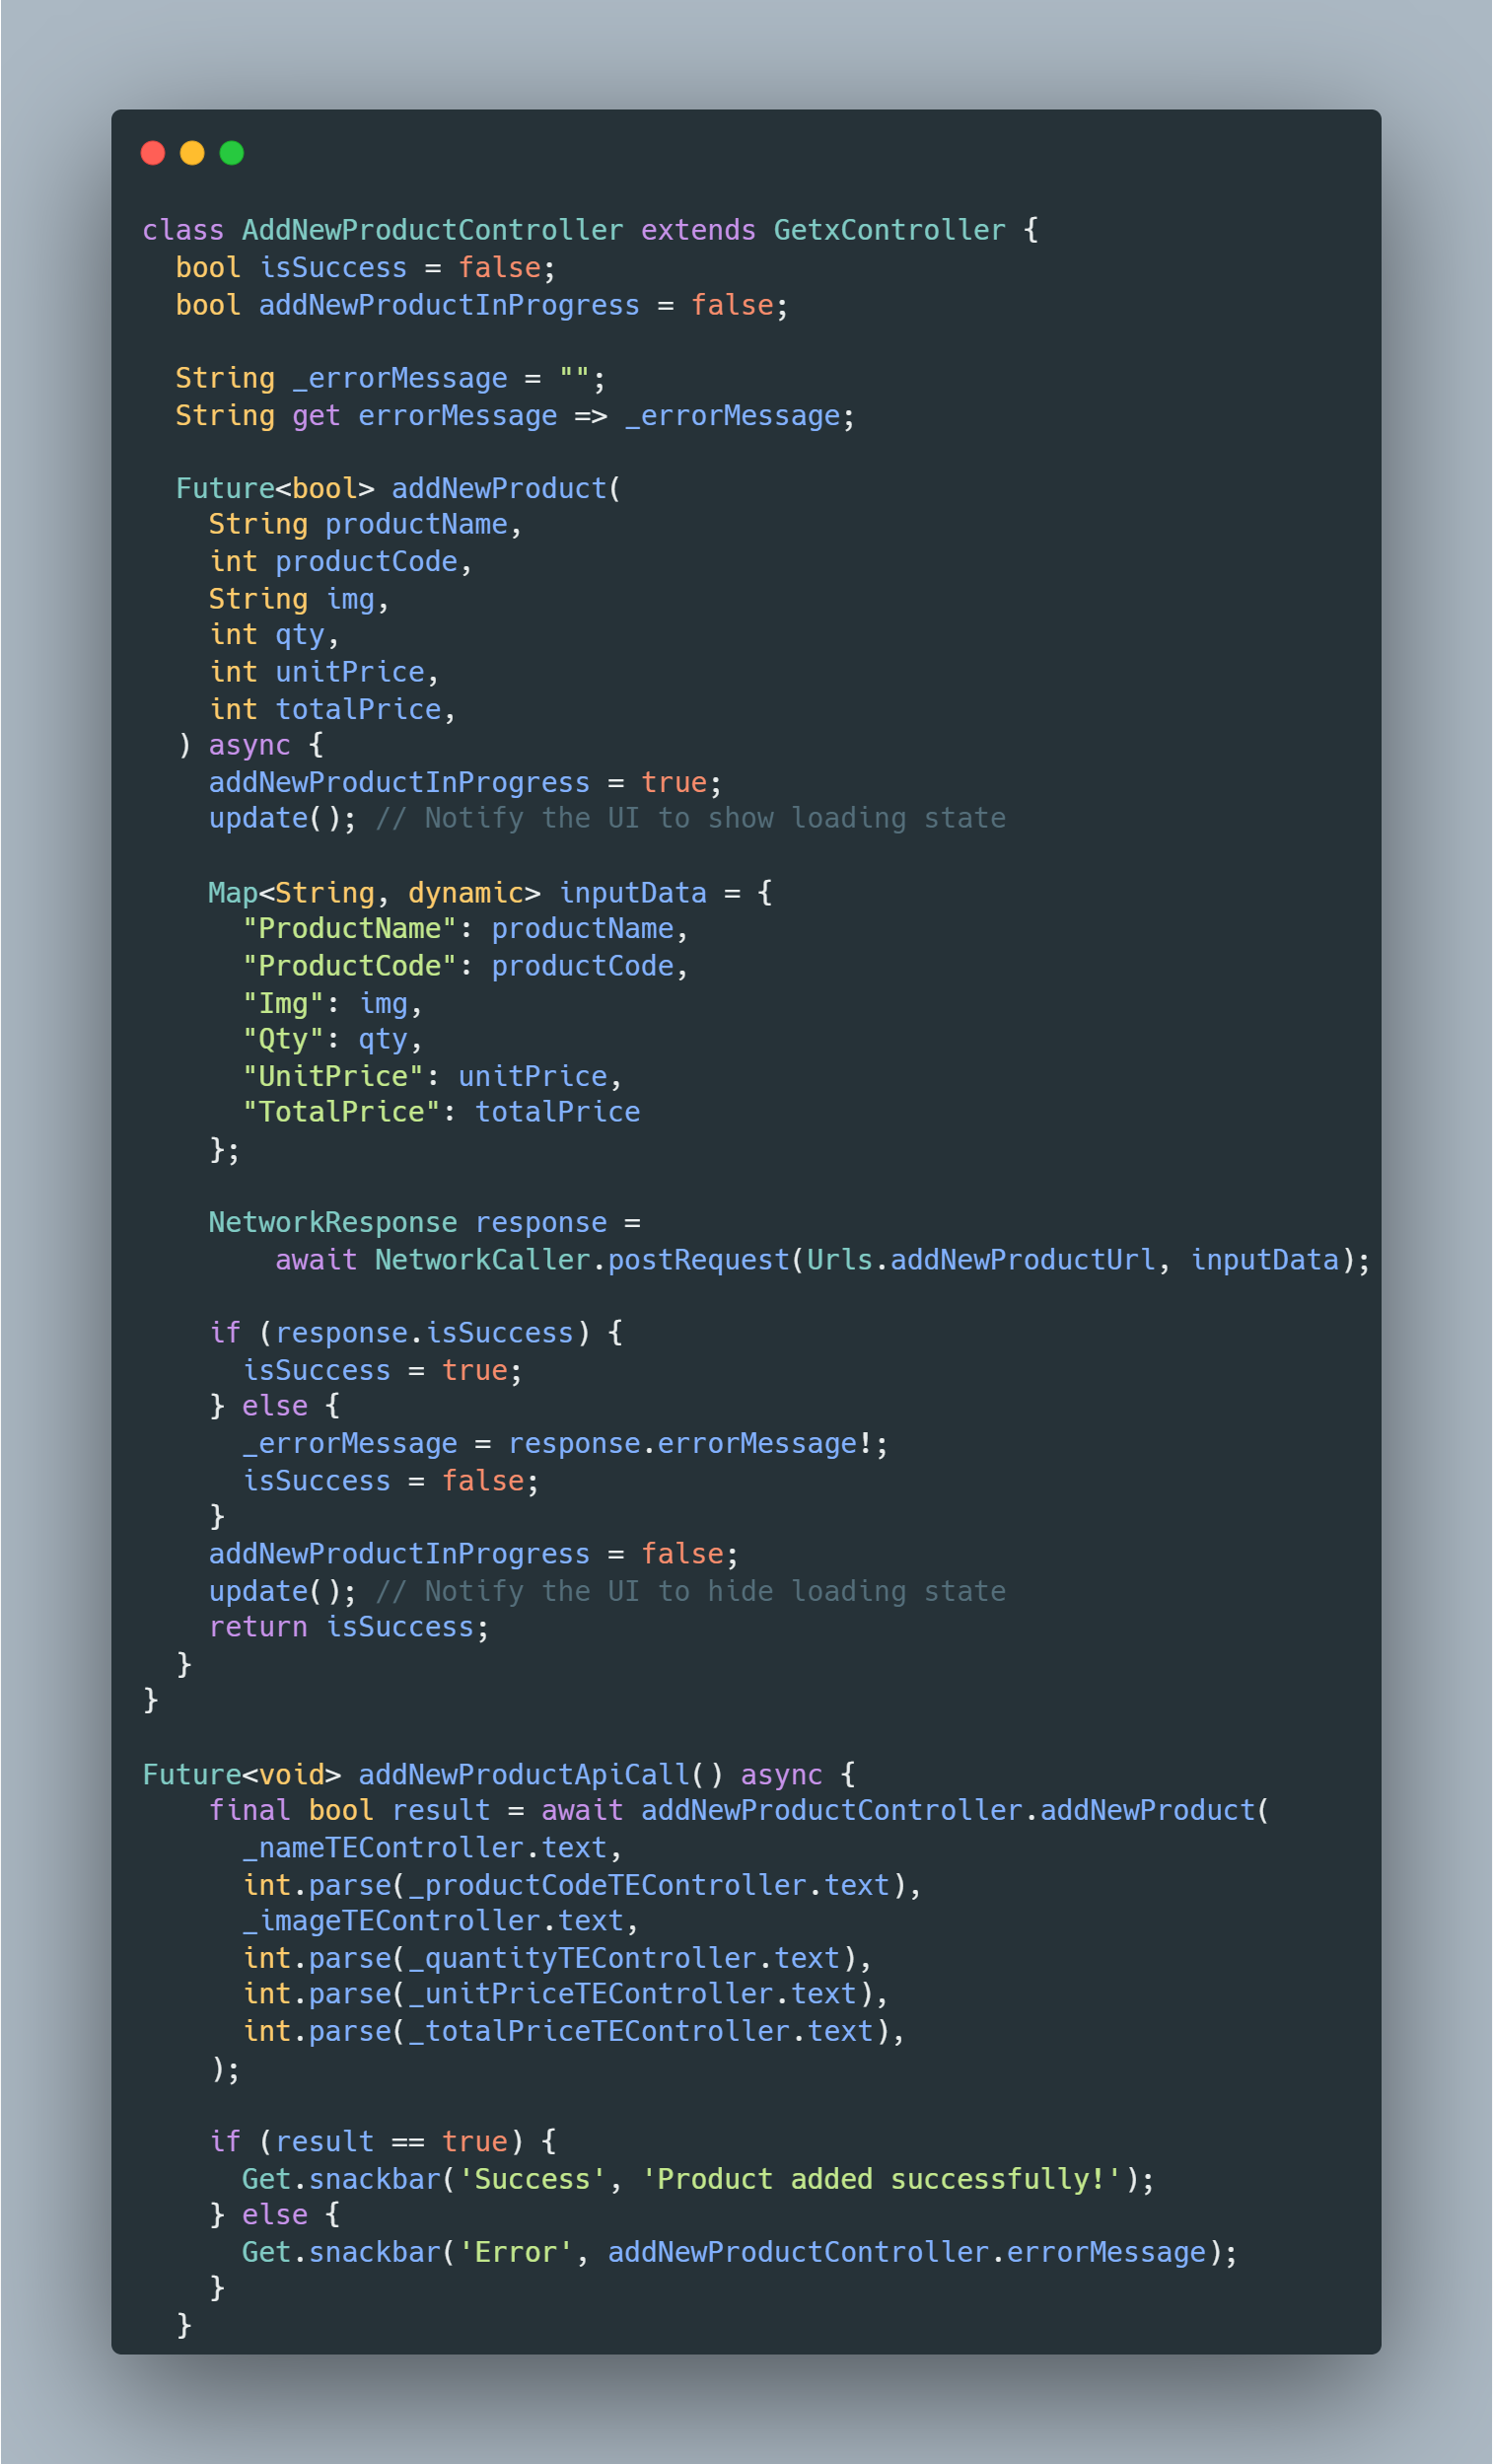 class AddNewProductController extends GetxController {
  bool isSuccess = false;
  bool addNewProductInProgress = false;

  String _errorMessage = "";
  String get errorMessage => _errorMessage;

  Future<bool> addNewProduct(
    String productName,
    int productCode,
    String img,
    int qty,
    int unitPrice,
    int totalPrice,
  ) async {
    addNewProductInProgress = true;
    update(); // Notify the UI to show loading state

    Map<String, dynamic> inputData = {
      "ProductName": productName,
      "ProductCode": productCode,
      "Img": img,
      "Qty": qty,
      "UnitPrice": unitPrice,
      "TotalPrice": totalPrice
    };

    NetworkResponse response =
        await NetworkCaller.postRequest(Urls.addNewProductUrl, inputData);

    if (response.isSuccess) {
      isSuccess = true;
    } else {
      _errorMessage = response.errorMessage!;
      isSuccess = false;
    }
    addNewProductInProgress = false;
    update(); // Notify the UI to hide loading state
    return isSuccess;
  }
}

Future<void> addNewProductApiCall() async {
    final bool result = await addNewProductController.addNewProduct(
      _nameTEController.text,
      int.parse(_productCodeTEController.text),
      _imageTEController.text,
      int.parse(_quantityTEController.text),
      int.parse(_unitPriceTEController.text),
      int.parse(_totalPriceTEController.text),
    );

    if (result == true) {
      Get.snackbar('Success', 'Product added successfully!');
    } else {
      Get.snackbar('Error', addNewProductController.errorMessage);
    }
  }